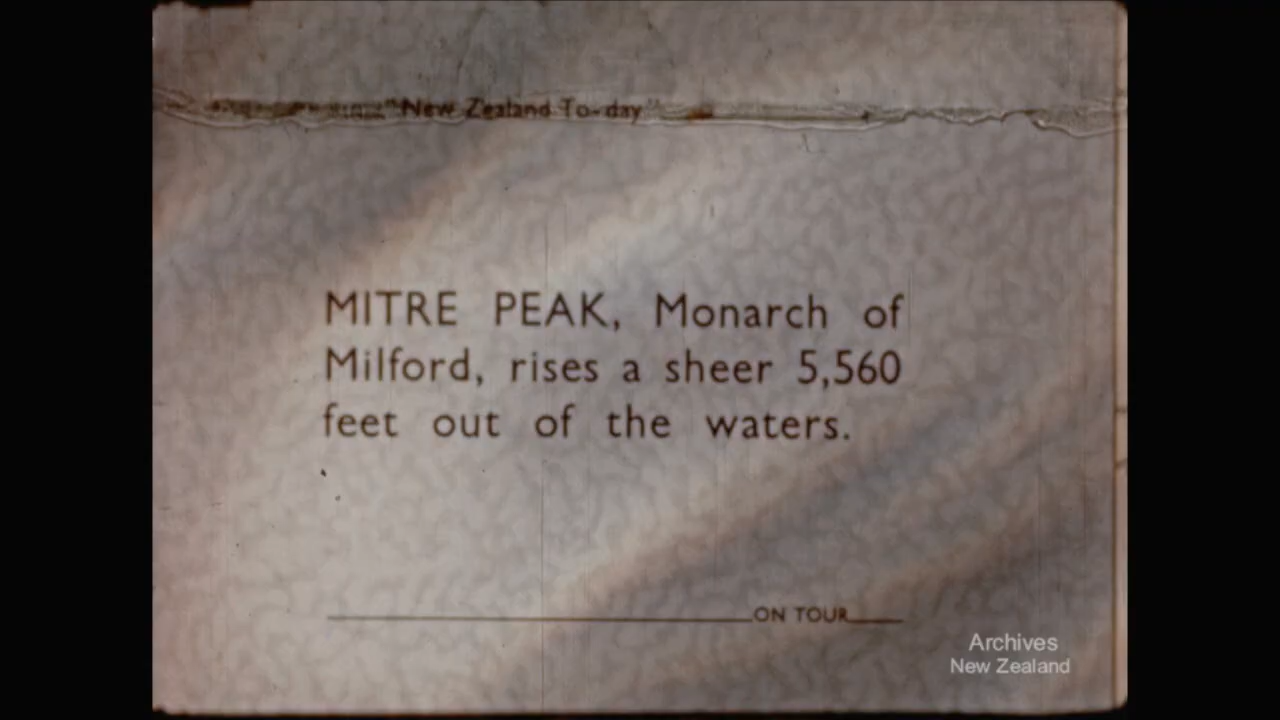 "New Zealand To-day"
MITRE PEAK, Monarch of
Milford, rises a sheer 5,560
feet out of the waters.
ON TOUR
Archives
New Zealand